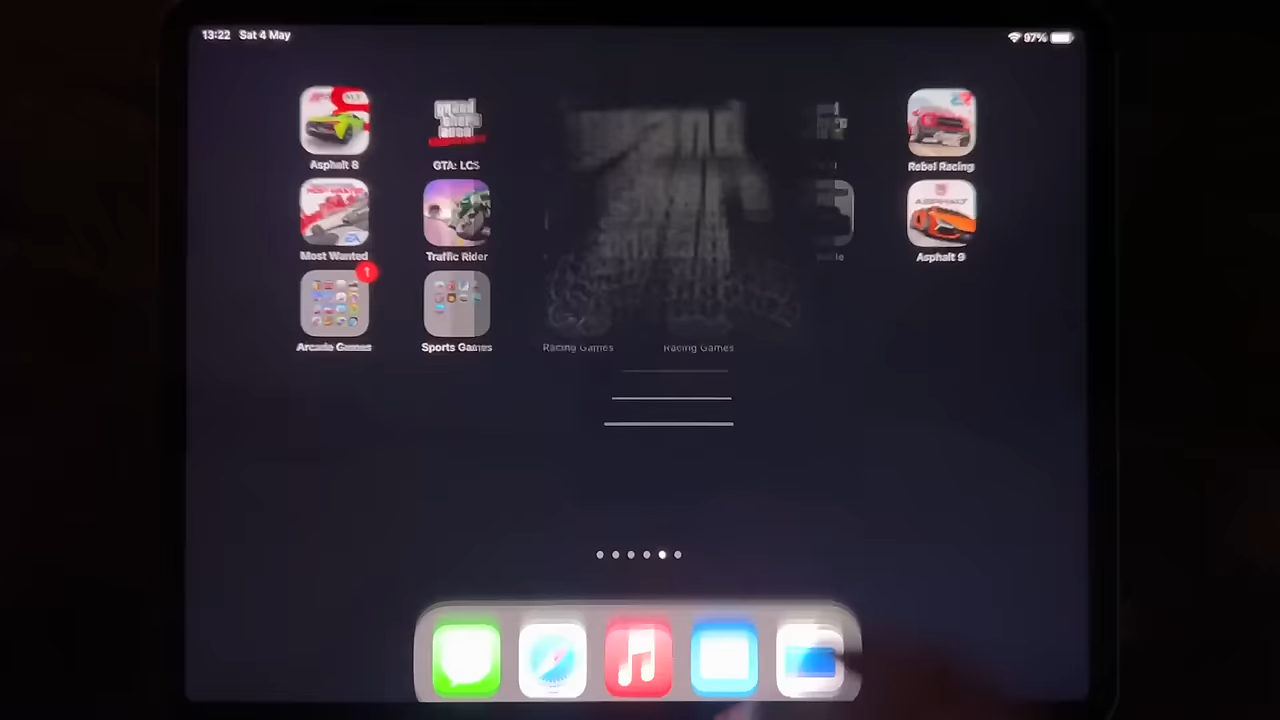 13:22 Sat 4 May
97%
Asphalt 8
GTA: LCS
Rebel Racing
Most Wanted
Traffic Rider
Asphalt 9
1
Arcade Games
Sports Games
Racing Games
Racing Games